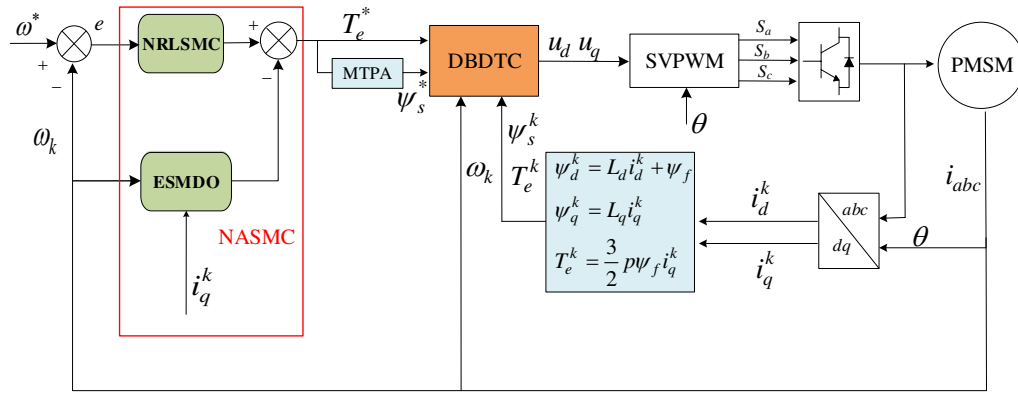 ω* e NRLSMC + T_e^* DBDTC u_d u_q SVPWM S_a PMSM
+ − MTPA S_b
− ψ_s^* S_c
ω_k ψ_s^k θ
ESMDO ω_k T_e^k ψ_d^k = L_d i_d^k + ψ_f i_d^k abc i_abc
NASMC ψ_q^k = L_q i_q^k dq θ
i_q^k T_e^k = 3/2 pψ_f i_q^k i_q^k